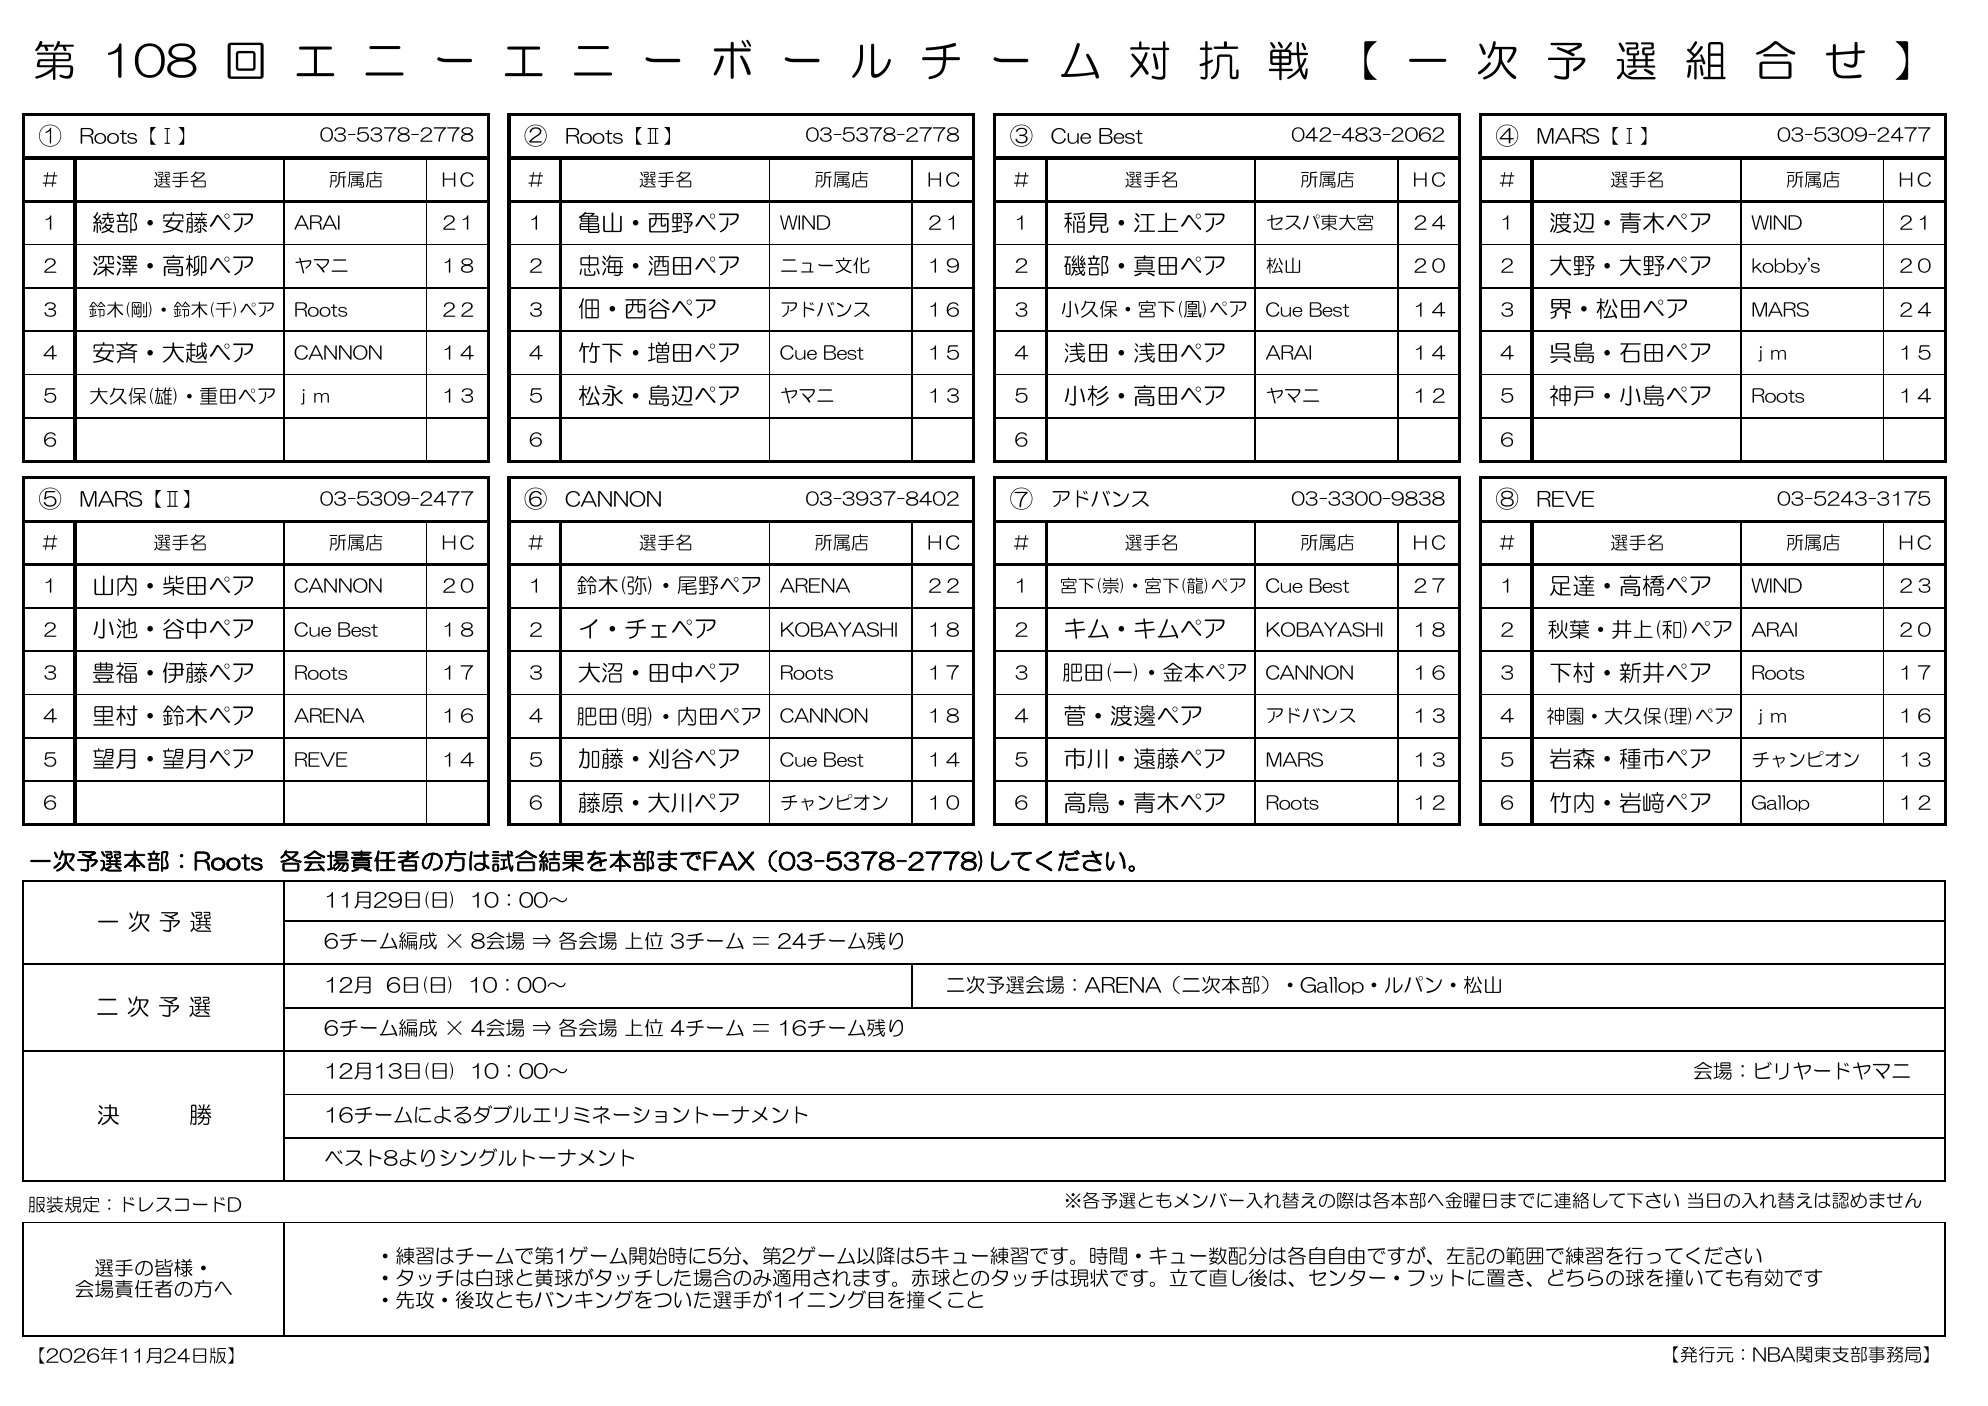 第108回エニーエニーボールチーム対抗戦【一次予選組合せ】
① Roots【Ⅰ】 03-5378-2778
# 選手名 所属店 HC
1 綾部・安藤ペア ARAI 21
2 深澤・高柳ペア ヤマニ 18
3 鈴木(剛)・鈴木(千)ペア Roots 22
4 安斉・大越ペア CANNON 14
5 大久保(雄)・重田ペア jm 13
6
② Roots【Ⅱ】 03-5378-2778
# 選手名 所属店 HC
1 亀山・西野ペア WIND 21
2 忠海・酒田ペア ニュー文化 19
3 佃・西谷ペア アドバンス 16
4 竹下・増田ペア Cue Best 15
5 松永・島辺ペア ヤマニ 13
6
③ Cue Best 042-483-2062
# 選手名 所属店 HC
1 稲見・江上ペア セスパ東大宮 24
2 磯部・真田ペア 松山 20
3 小久保・宮下(凰)ペア Cue Best 14
4 浅田・浅田ペア ARAI 14
5 小杉・高田ペア ヤマニ 12
6
④ MARS【Ⅰ】 03-5309-2477
# 選手名 所属店 HC
1 渡辺・青木ペア WIND 21
2 大野・大野ペア kobby's 20
3 界・松田ペア MARS 24
4 呉島・石田ペア jm 15
5 神戸・小島ペア Roots 14
6
⑤ MARS【Ⅱ】 03-5309-2477
# 選手名 所属店 HC
1 山内・柴田ペア CANNON 20
2 小池・谷中ペア Cue Best 18
3 豊福・伊藤ペア Roots 17
4 里村・鈴木ペア ARENA 16
5 望月・望月ペア REVE 14
6
⑥ CANNON 03-3937-8402
# 選手名 所属店 HC
1 鈴木(弥)・尾野ペア ARENA 22
2 イ・チェペア KOBAYASHI 18
3 大沼・田中ペア Roots 17
4 肥田(明)・内田ペア CANNON 18
5 加藤・刈谷ペア Cue Best 14
6 藤原・大川ペア チャンピオン 10
⑦ アドバンス 03-3300-9838
# 選手名 所属店 HC
1 宮下(崇)・宮下(龍)ペア Cue Best 27
2 キム・キムペア KOBAYASHI 18
3 肥田(一)・金本ペア CANNON 16
4 菅・渡邊ペア アドバンス 13
5 市川・遠藤ペア MARS 13
6 高鳥・青木ペア Roots 12
⑧ REVE 03-5243-3175
# 選手名 所属店 HC
1 足達・高橋ペア WIND 23
2 秋葉・井上(和)ペア ARAI 20
3 下村・新井ペア Roots 17
4 神園・大久保(理)ペア jm 16
5 岩森・種市ペア チャンピオン 13
6 竹内・岩﨑ペア Gallop 12
一次予選本部：Roots 各会場責任者の方は試合結果を本部までFAX（03-5378-2778)してください。
一次予選
11月29日(日) 10：00～
6チーム編成 × 8会場 ⇒ 各会場 上位 3チーム ＝ 24チーム残り
二次予選
12月 6日(日) 10：00～ 二次予選会場：ARENA（二次本部）・Gallop・ルパン・松山
6チーム編成 × 4会場 ⇒ 各会場 上位 4チーム ＝ 16チーム残り
決勝
12月13日(日) 10：00～ 会場：ビリヤードヤマニ
16チームによるダブルエリミネーショントーナメント
ベスト8よりシングルトーナメント
服装規定：ドレスコードD ※各予選ともメンバー入れ替えの際は各本部へ金曜日までに連絡して下さい 当日の入れ替えは認めません
選手の皆様・
会場責任者の方へ
・練習はチームで第1ゲーム開始時に5分、第2ゲーム以降は5キュー練習です。時間・キュー数配分は各自自由ですが、左記の範囲で練習を行ってください
・タッチは白球と黄球がタッチした場合のみ適用されます。赤球とのタッチは現状です。立て直し後は、センター・フットに置き、どちらの球を撞いても有効です
・先攻・後攻ともバンキングをついた選手が1イニング目を撞くこと
【2026年11月24日版】 【発行元：NBA関東支部事務局】